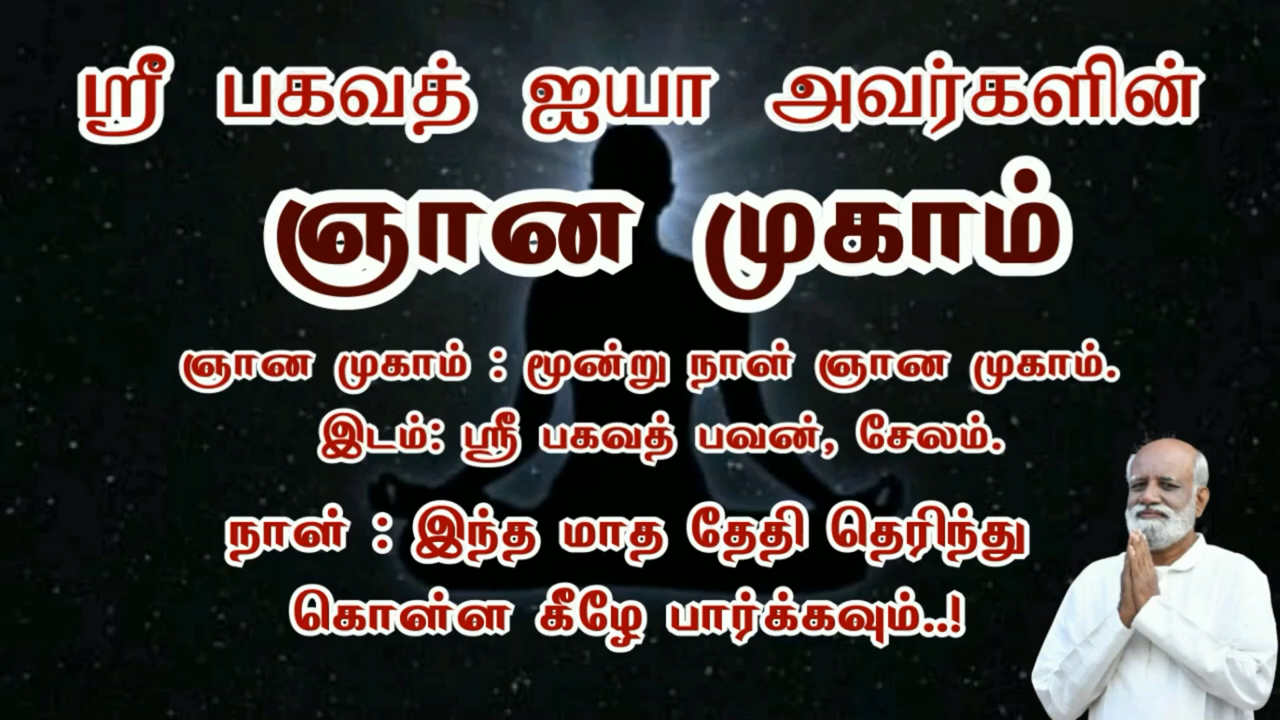 ஸ்ரீ பகவத் ஐயா அவர்களின்
ஞான முகாம்
ஞான முகாம் : மூன்று நாள் ஞான முகாம்.
இடம்: ஸ்ரீ பகவத் பவன், சேலம்.
நாள் : இந்த மாத தேதி தெரிந்து
கொள்ள கீழே பார்க்கவும்..!